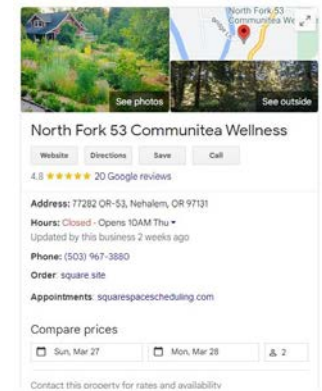 North Fork 53
Communitea We
Bridge Ln
See photos
See outside
North Fork 53 Communitea Wellness
Website
Directions
Save
Call
4.8 ★★★★★ 20 Google reviews
Address: 77282 OR-53, Nehalem, OR 97131
Hours: Closed · Opens 10AM Thu
Updated by this business 2 weeks ago
Phone: (503) 967-3880
Order: square.site
Appointments: squarespacescheduling.com
Compare prices
Sun, Mar 27
Mon, Mar 28
2
Contact this property for rates and availability